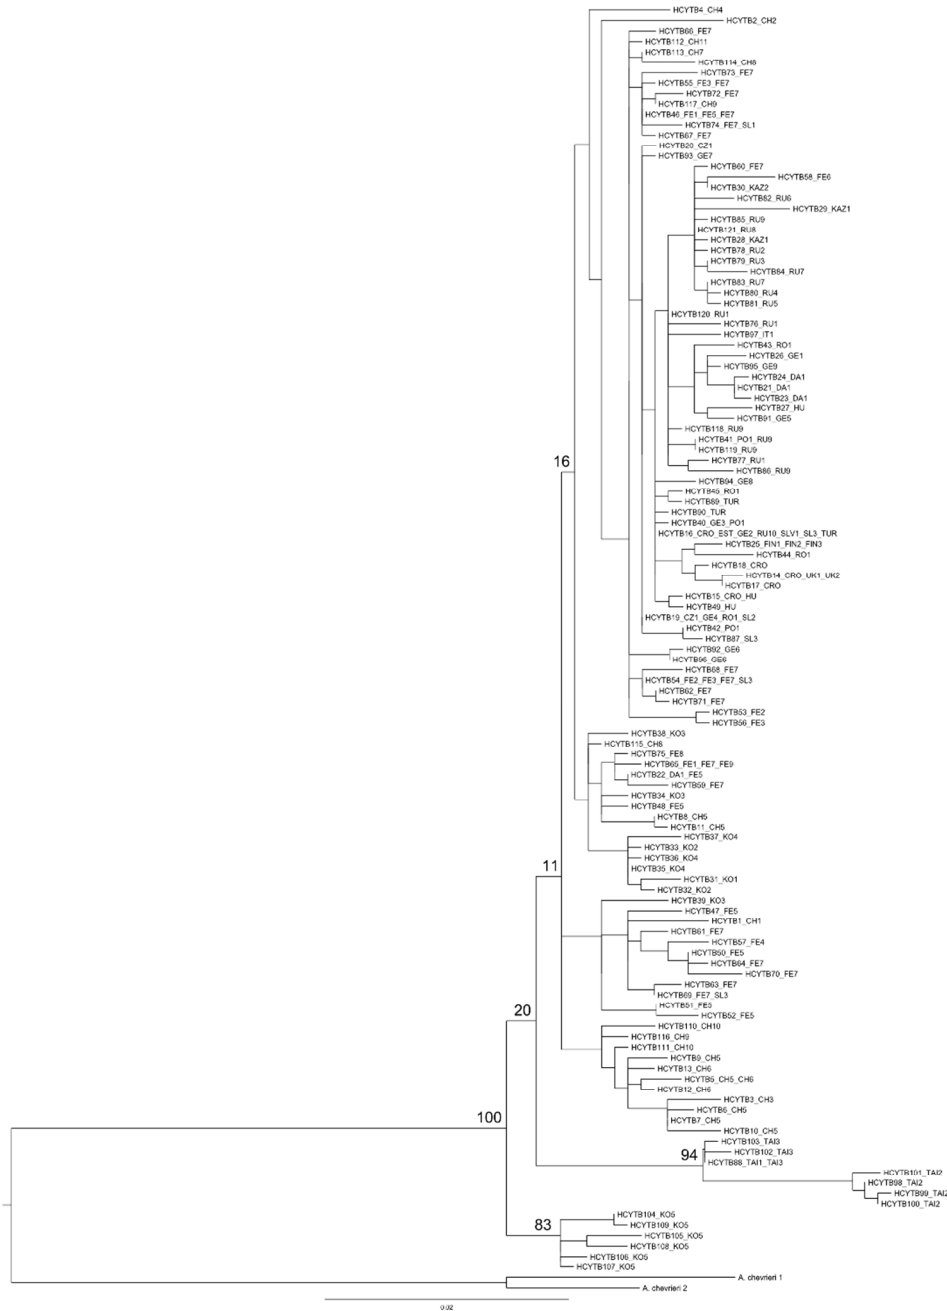 HCYTB4_CH4
HCYTB2_CH2
HCYTB66_FE7
HCYTB112_CH11
HCYTB113_CH7
HCYTB114_CH8
HCYTB73_FE7
HCYTB55_FE3_FE7
HCYTB72_FE7
HCYTB117_CH9
HCYTB46_FE1_FE5_FE7
HCYTB74_FE7_SL1
HCYTB67_FE7
HCYTB20_CZ1
HCYTB93_GE7
HCYTB60_FE7
HCYTB58_FE6
HCYTB30_KAZ2
HCYTB82_RU6
HCYTB29_KAZ1
HCYTB85_RU9
HCYTB121_RU8
HCYTB28_KAZ1
HCYTB78_RU2
HCYTB79_RU3
HCYTB84_RU7
HCYTB83_RU7
HCYTB80_RU4
HCYTB81_RU5
HCYTB120_RU1
HCYTB76_RU1
HCYTB97_IT1
HCYTB43_RO1
HCYTB26_GE1
HCYTB95_GE9
HCYTB24_DA1
HCYTB21_DA1
HCYTB23_DA1
HCYTB27_HU
HCYTB91_GE5
HCYTB118_RU9
HCYTB41_PO1_RU9
HCYTB119_RU9
HCYTB77_RU1
HCYTB86_RU9
HCYTB94_GE8
HCYTB45_RO1
HCYTB89_TUR
HCYTB90_TUR
HCYTB40_GE3_PO1
HCYTB16_CRO_EST_GE2_RU10_SLV1_SL3_TUR
HCYTB25_FIN1_FIN2_FIN3
HCYTB44_RO1
HCYTB18_CRO
HCYTB14_CRO_UK1_UK2
HCYTB17_CRO
HCYTB15_CRO_HU
HCYTB49_HU
HCYTB19_CZ1_GE4_RO1_SL2
HCYTB42_PO1
HCYTB87_SL3
HCYTB92_GE6
HCYTB96_GE6
HCYTB68_FE7
HCYTB54_FE2_FE3_FE7_SL3
HCYTB62_FE7
HCYTB71_FE7
HCYTB53_FE2
HCYTB56_FE3
16
HCYTB38_KO3
HCYTB115_CH8
HCYTB75_FE8
HCYTB65_FE1_FE7_FE9
HCYTB22_DA1_FE5
HCYTB59_FE7
HCYTB34_KO3
HCYTB48_FE5
HCYTB8_CH5
HCYTB11_CH5
HCYTB37_KO4
HCYTB33_KO2
HCYTB36_KO4
HCYTB35_KO4
HCYTB31_KO1
HCYTB32_KO2
11
HCYTB39_KO3
HCYTB47_FE5
HCYTB1_CH1
HCYTB61_FE7
HCYTB57_FE4
HCYTB50_FE5
HCYTB64_FE7
HCYTB70_FE7
HCYTB63_FE7
HCYTB69_FE7_SL3
HCYTB51_FE5
HCYTB52_FE5
20
HCYTB110_CH10
HCYTB116_CH9
HCYTB111_CH10
HCYTB9_CH5
HCYTB13_CH6
HCYTB5_CH5_CH6
HCYTB12_CH6
HCYTB3_CH3
HCYTB6_CH5
HCYTB7_CH5
HCYTB10_CH5
100
HCYTB103_TAI3
HCYTB102_TAI3
94
HCYTB88_TAI1_TAI3
HCYTB101_TAI2
HCYTB98_TAI2
HCYTB99_TAI2
HCYTB100_TAI2
HCYTB104_KO5
83
HCYTB109_KO5
HCYTB105_KO5
HCYTB108_KO5
HCYTB106_KO5
HCYTB107_KO5
A. chevrieri 1
A. chevrieri 2
0.02